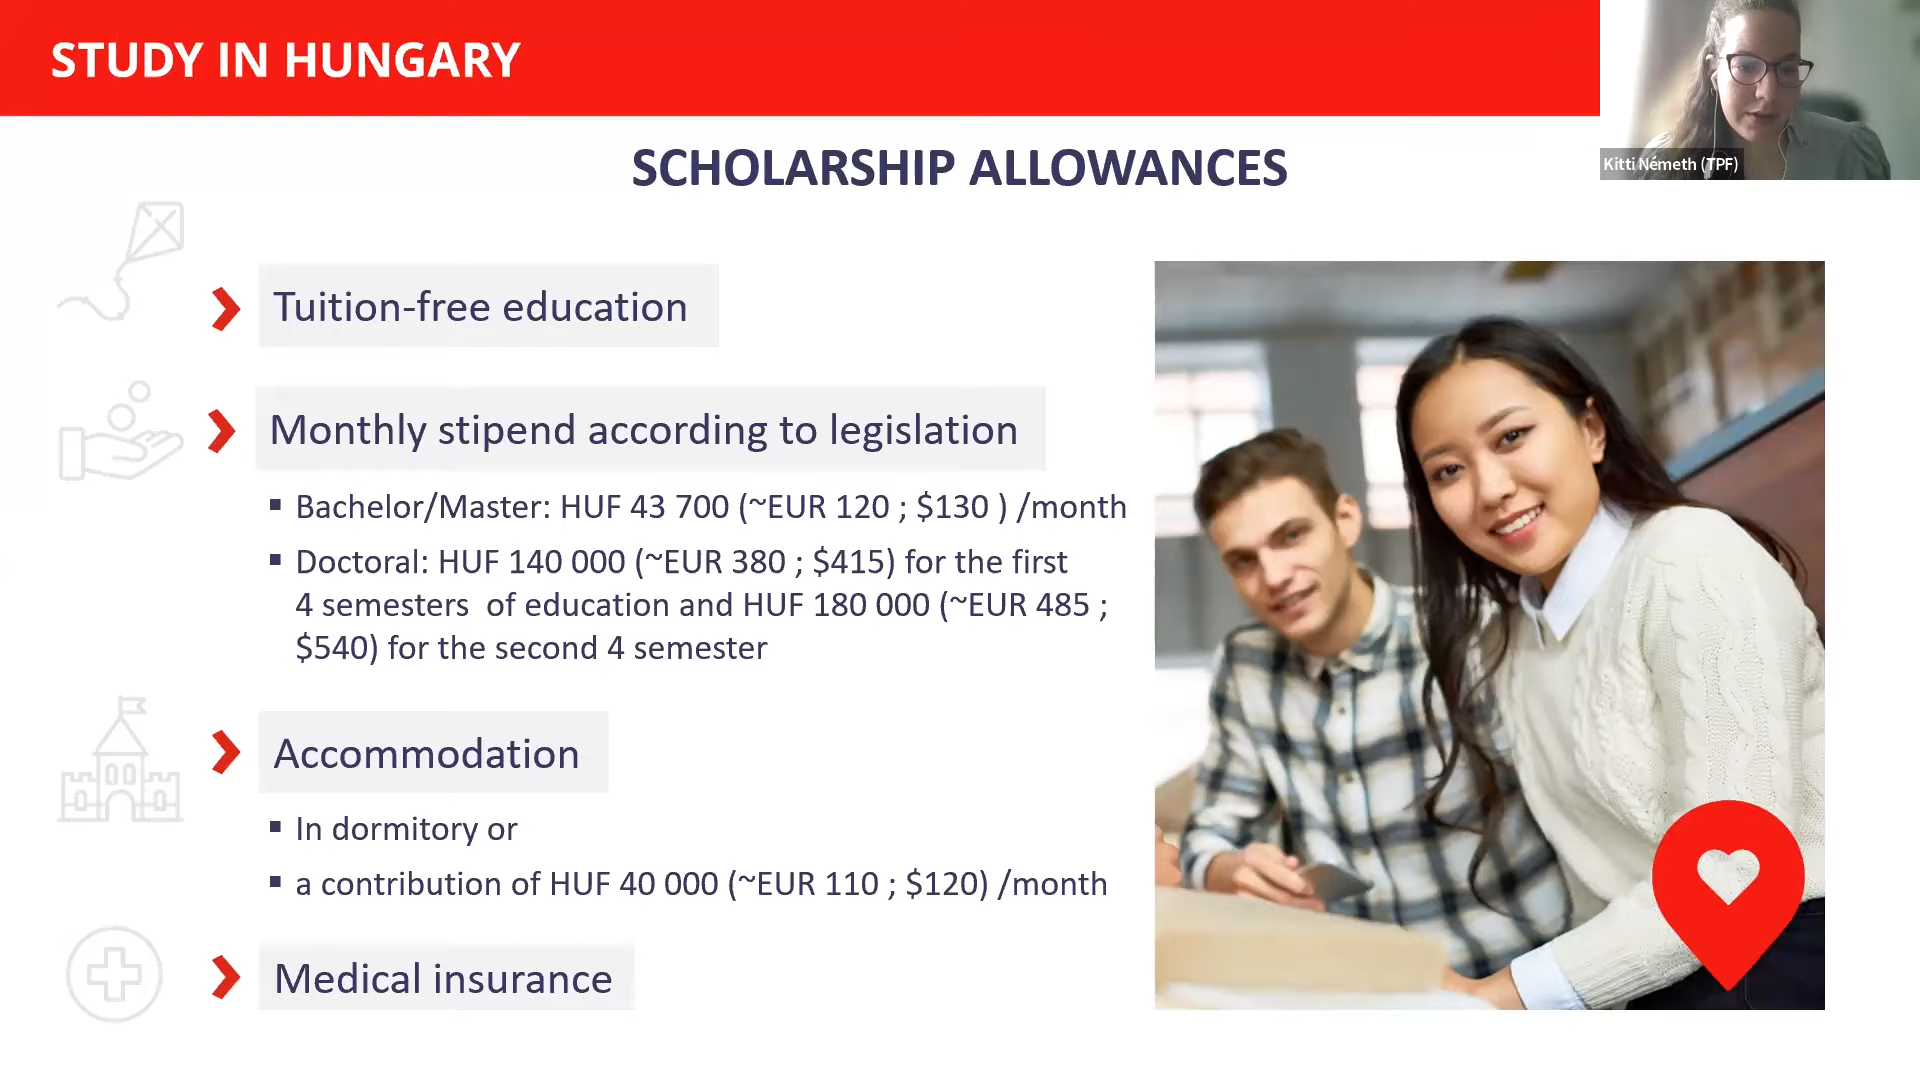 STUDY IN HUNGARY
Kitti Németh (TPF)
SCHOLARSHIP ALLOWANCES
Tuition-free education
Monthly stipend according to legislation
▪ Bachelor/Master: HUF 43 700 (~EUR 120 ; $130 ) /month
▪ Doctoral: HUF 140 000 (~EUR 380 ; $415) for the first
4 semesters of education and HUF 180 000 (~EUR 485 ;
$540) for the second 4 semester
Accommodation
▪ In dormitory or
▪ a contribution of HUF 40 000 (~EUR 110 ; $120) /month
Medical insurance